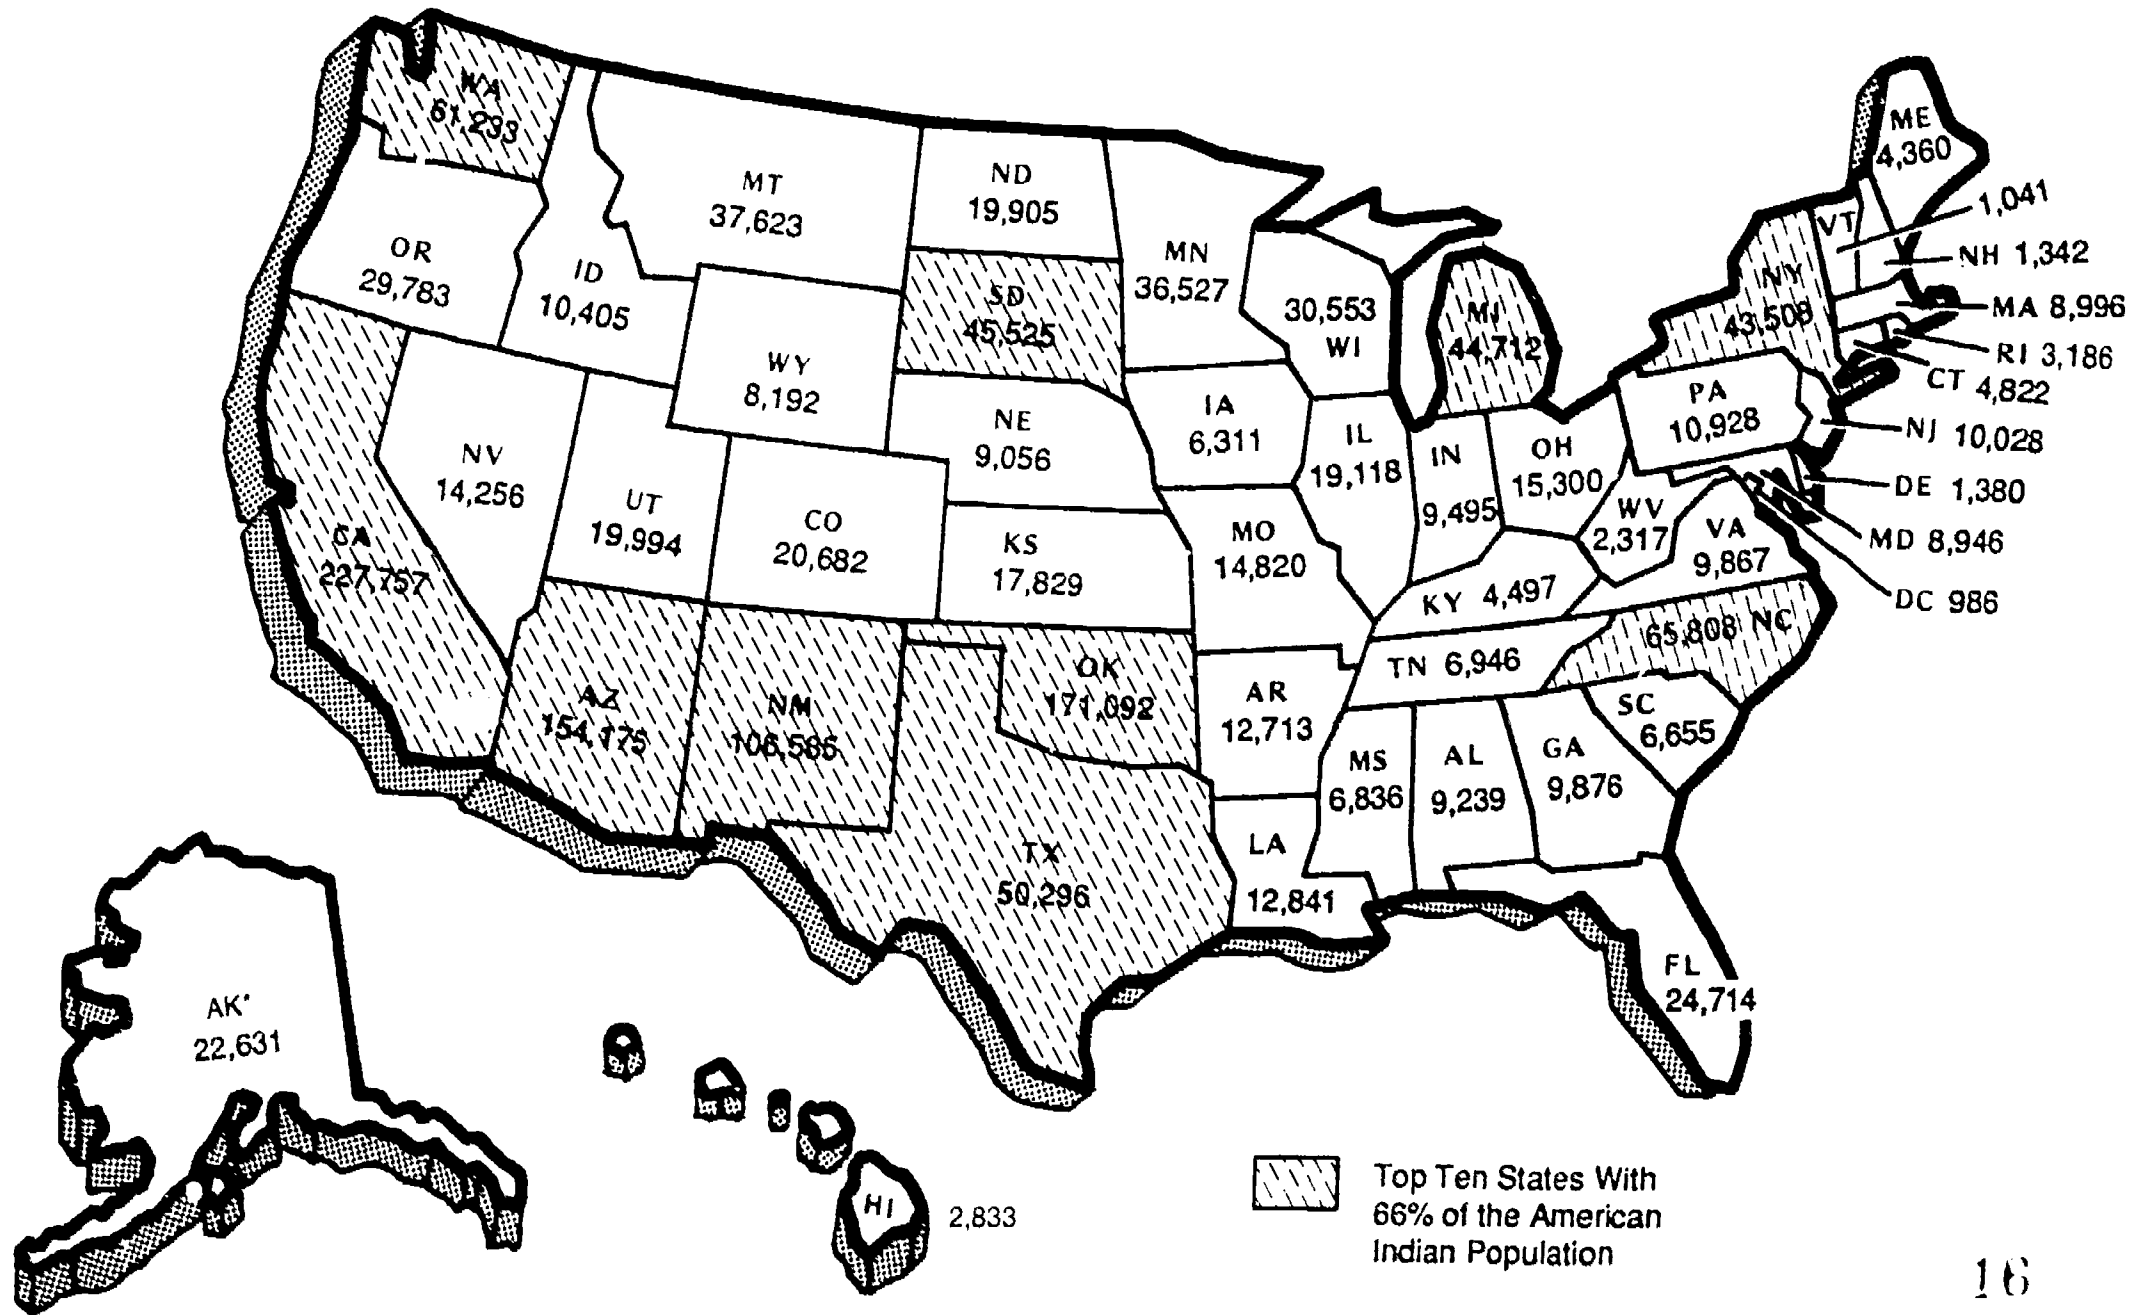 WA
61,233
MT
37,623
ND
19,905
ME
4,360
OR
29,783
ID
10,405
SD
45,525
MN
36,527
30,553
WI
MI
44,712
NY
43,508
VT
1,041
NH 1,342
MA 8,996
RI 3,186
CT 4,822
WY
8,192
NE
9,056
IA
6,311
PA
10,928
NJ 10,028
NV
14,256
UT
19,994
CO
20,682
KS
17,829
MO
14,820
IL
19,118
IN
9,495
OH
15,300
WV
2,317
VA
9,867
DE 1,380
MD 8,946
DC 986
CA
227,757
KY 4,497
65,808 NC
TN 6,946
AZ
154,175
NM
OK
171,092
AR
12,713
SC
6,655
MS
6,836
AL
9,239
GA
9,876
TX
50,296
LA
12,841
FL
24,714
AK*
22,631
HI
2,833
Top Ten States With
66% of the American
Indian Population
16